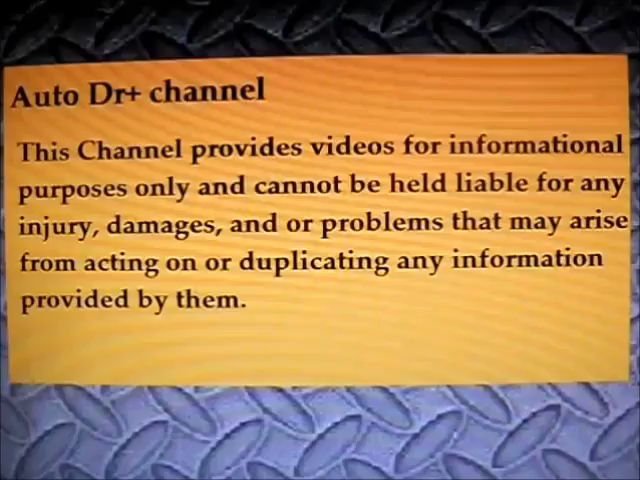 Auto Dr+ channel
This Channel provides videos for informational
purposes only and cannot be held liable for any
injury, damages, and or problems that may arise
from acting on or duplicating any information
provided by them.